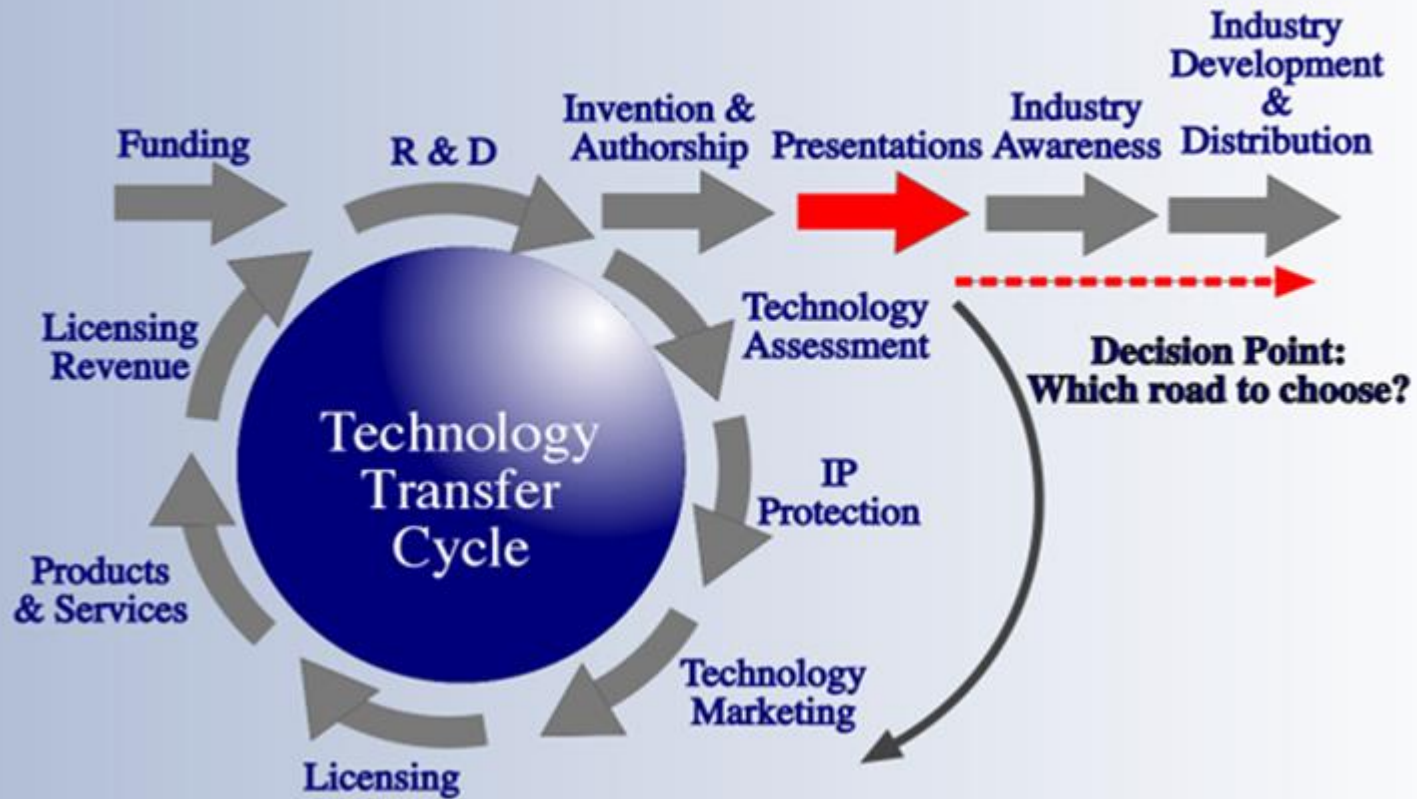 Funding
R & D
Invention &
Authorship
Presentations
Industry
Awareness
Industry
Development
&
Distribution
Licensing
Revenue
Technology
Assessment
Decision Point:
Which road to choose?
Technology
Transfer
Cycle
IP
Protection
Products
& Services
Technology
Marketing
Licensing